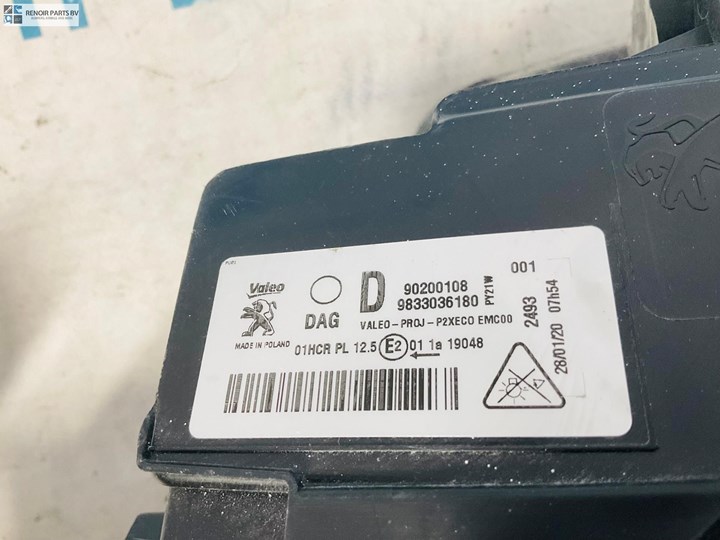 RENOIR PARTS BV
Valeo
MADE IN POLAND
DAG
D
90200108
9833036180
PY21W
001
VALEO-PROJ-P2XECO EMC00
01HCR PL 12.5 E2 01 1a 19048
2493
28/01/20 07h54